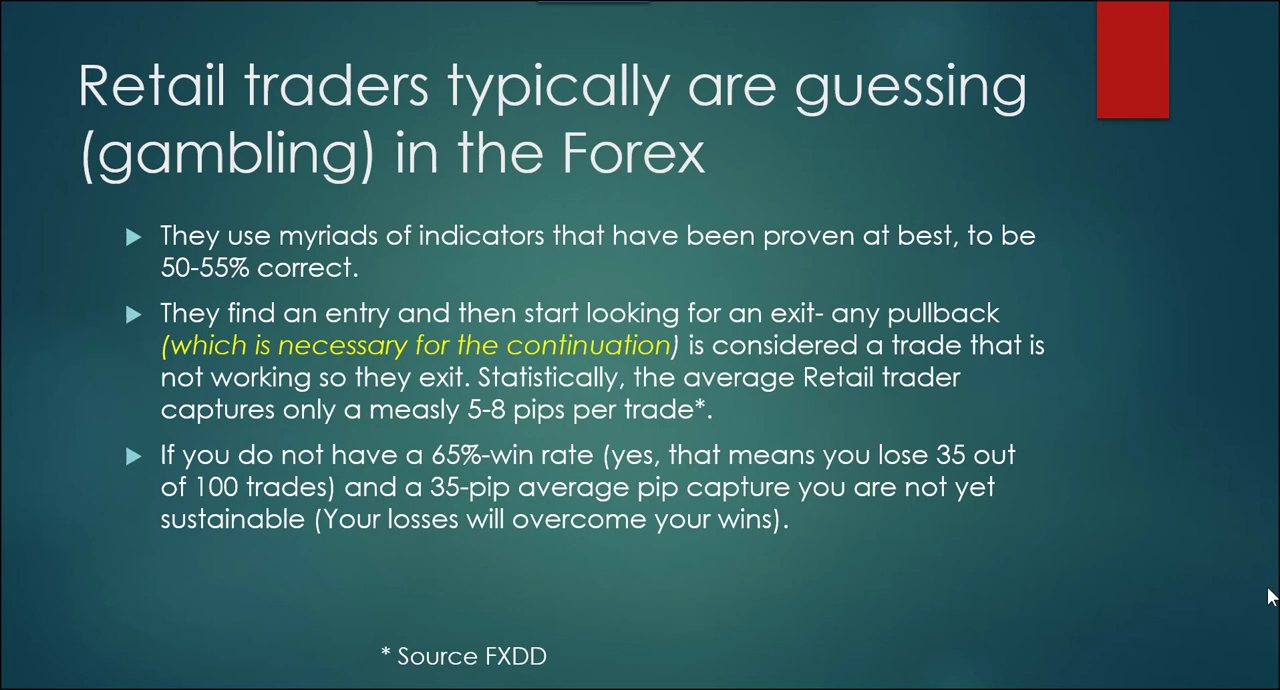 Retail traders typically are guessing
(gambling) in the Forex
They use myriads of indicators that have been proven at best, to be
50-55% correct.
They find an entry and then start looking for an exit- any pullback
(which is necessary for the continuation) is considered a trade that is
not working so they exit. Statistically, the average Retail trader
captures only a measly 5-8 pips per trade*.
If you do not have a 65%-win rate (yes, that means you lose 35 out
of 100 trades) and a 35-pip average pip capture you are not yet
sustainable (Your losses will overcome your wins).
* Source FXDD